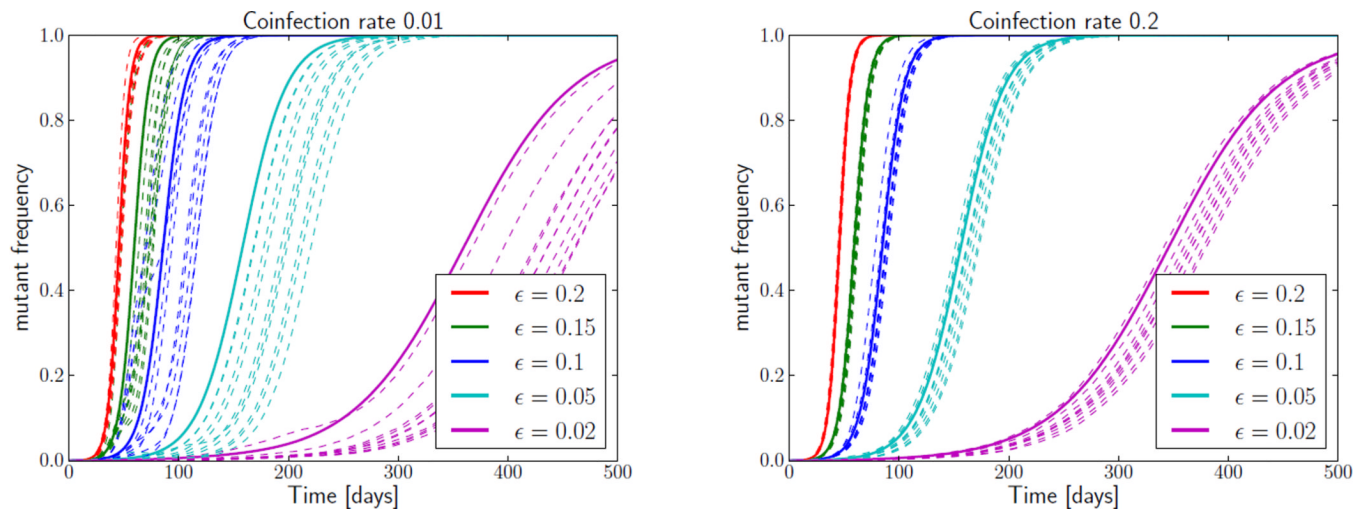 Coinfection rate 0.01
1.0
0.8
0.6
0.4
0.2
0.0
mutant frequency
ϵ = 0.2
ϵ = 0.15
ϵ = 0.1
ϵ = 0.05
ϵ = 0.02
0 100 200 300 400 500
Time [days]
Coinfection rate 0.2
1.0
0.8
0.6
0.4
0.2
0.0
mutant frequency
ϵ = 0.2
ϵ = 0.15
ϵ = 0.1
ϵ = 0.05
ϵ = 0.02
0 100 200 300 400 500
Time [days]